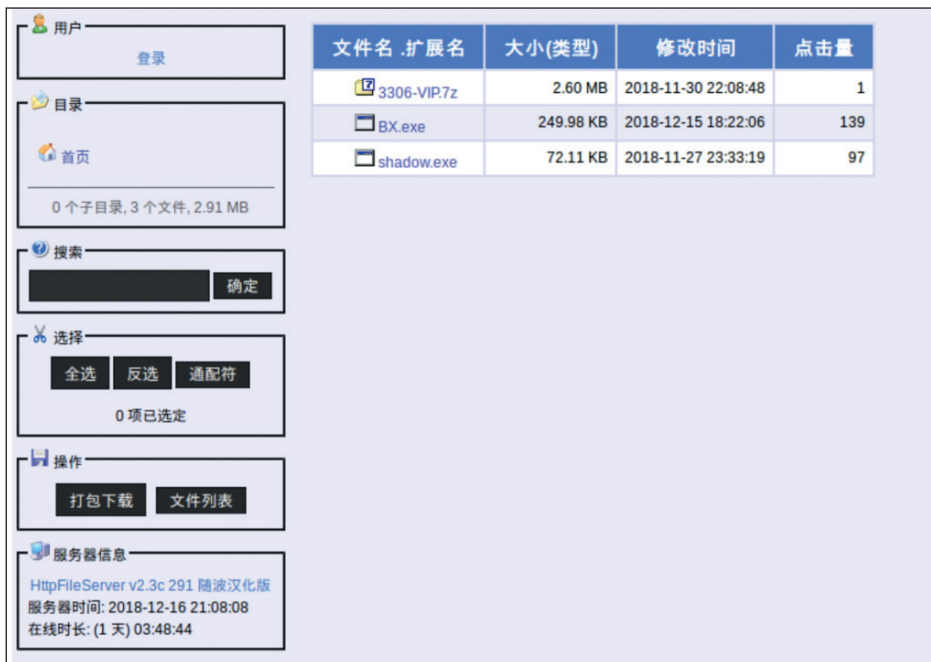 用户
登录
目录
首页
0 个子目录, 3 个文件, 2.91 MB
搜索
确定
选择
全选 反选 通配符
0 项已选定
操作
打包下载 文件列表
服务器信息
HttpFileServer v2.3c 291 随波汉化版
服务器时间: 2018-12-16 21:08:08
在线时长: (1 天) 03:48:44
文件名 .扩展名 大小(类型) 修改时间 点击量
3306-VIP.7z 2.60 MB 2018-11-30 22:08:48 1
BX.exe 249.98 KB 2018-12-15 18:22:06 139
shadow.exe 72.11 KB 2018-11-27 23:33:19 97